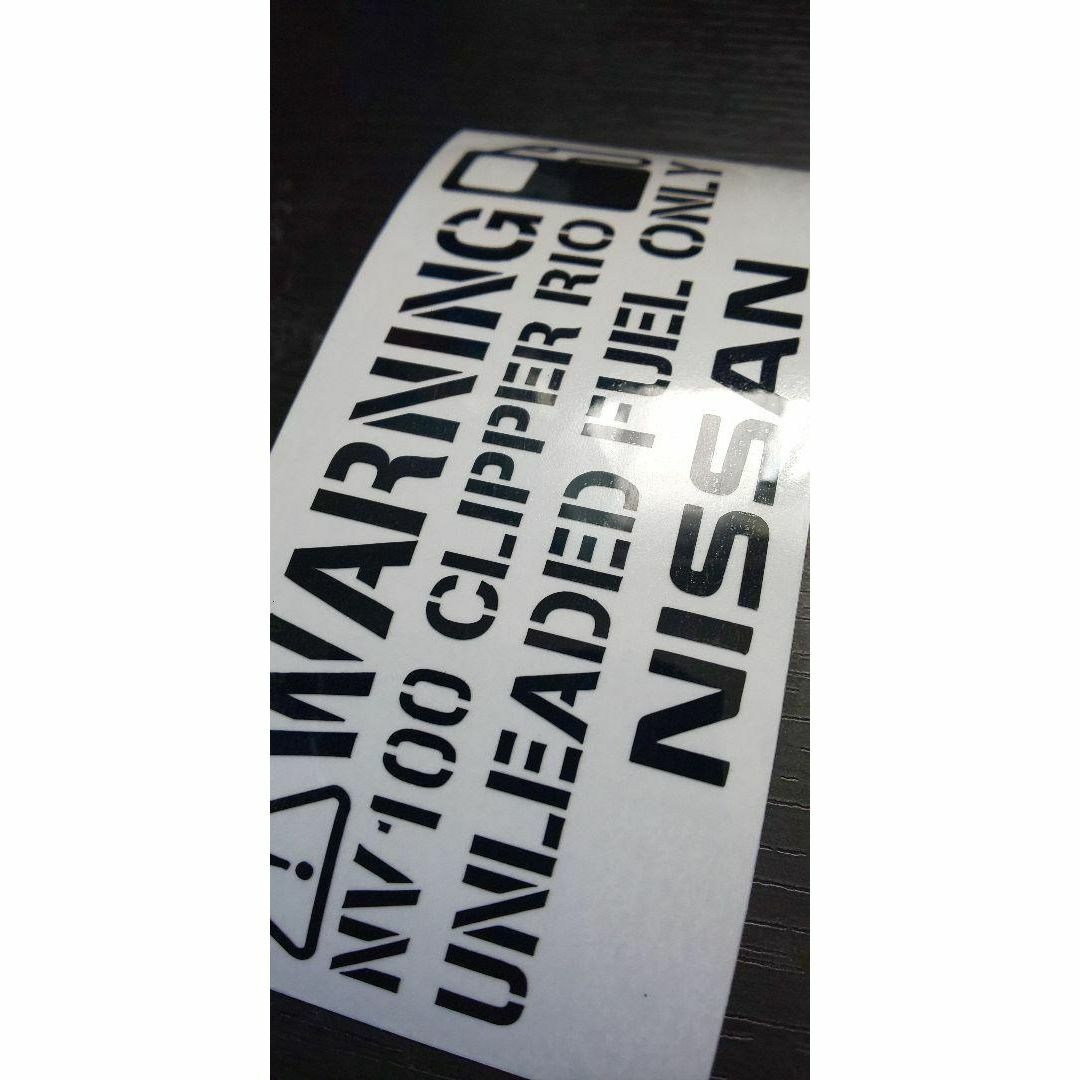 WARNING
NV100 CLIPPER RIO
UNLEADED FUEL ONLY
NISSAN